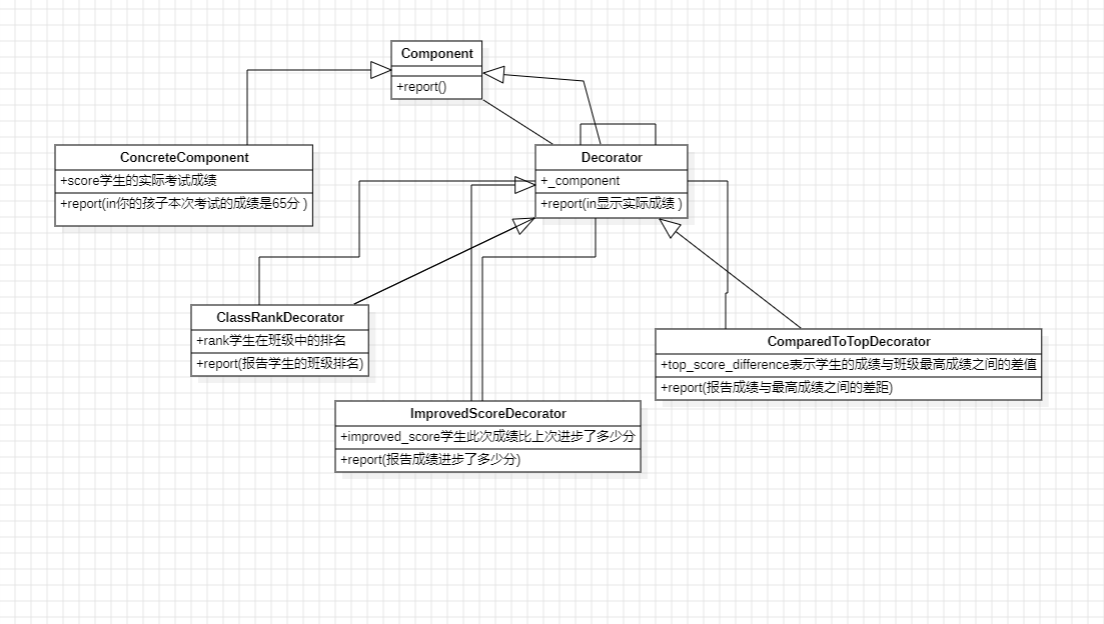 Component
+report()
ConcreteComponent
+score学生的实际考试成绩
+report(in你的孩子本次考试的成绩是65分 )
Decorator
+_component
+report(in显示实际成绩 )
ClassRankDecorator
+rank学生在班级中的排名
+report(报告学生的班级排名)
ComparedToTopDecorator
+top_score_difference表示学生的成绩与班级最高成绩之间的差值
+report(报告成绩与最高成绩之间的差距)
ImprovedScoreDecorator
+improved_score学生此次成绩比上次进步了多少分
+report(报告成绩进步了多少分)